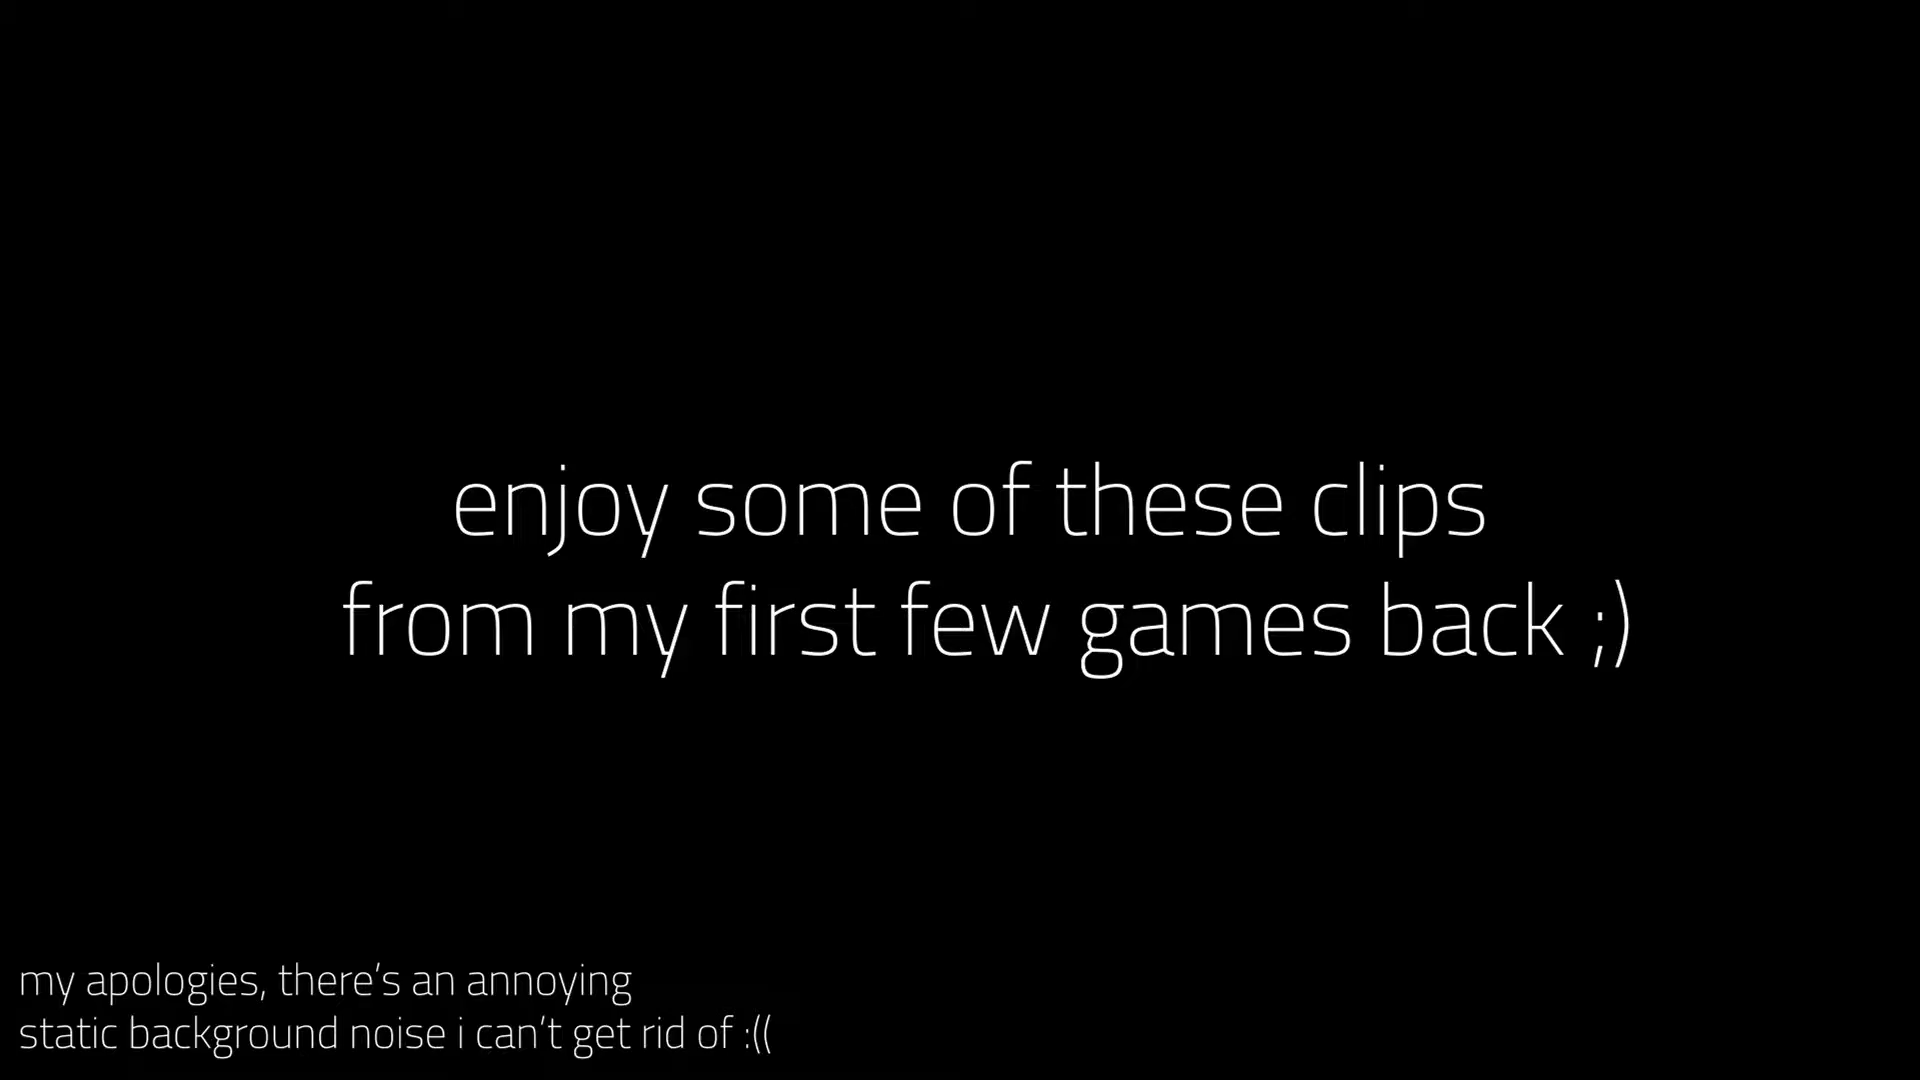 enjoy some of these clips
from my first few games back ;)
my apologies, there's an annoying
static background noise i can't get rid of :((